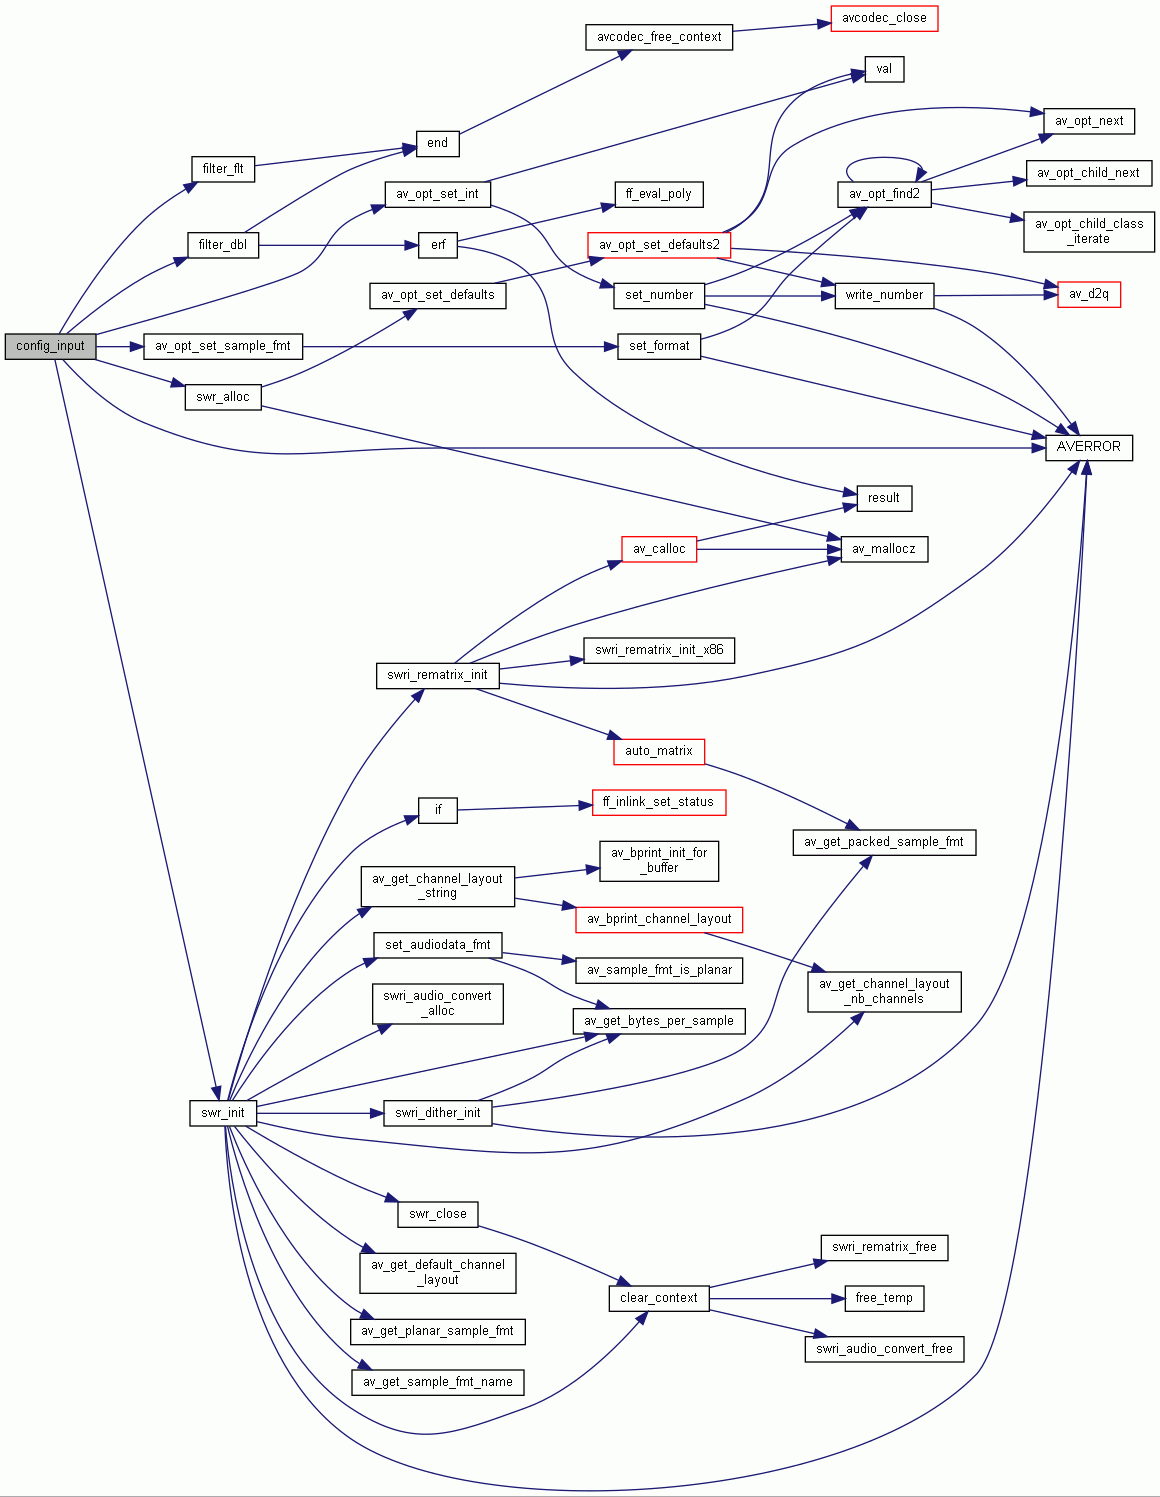 avcodec_close
avcodec_free_context
val
av_opt_next
end
filter_flt
av_opt_child_next
av_opt_set_int
ff_eval_poly
av_opt_find2
av_opt_child_class
_iterate
filter_dbl
erf
av_opt_set_defaults2
av_opt_set_defaults
set_number
write_number
av_d2q
config_input
av_opt_set_sample_fmt
set_format
swr_alloc
AVERROR
result
av_calloc
av_mallocz
swri_rematrix_init_x86
swri_rematrix_init
auto_matrix
if
ff_inlink_set_status
av_get_packed_sample_fmt
av_bprint_init_for
_buffer
av_get_channel_layout
_string
av_bprint_channel_layout
set_audiodata_fmt
av_sample_fmt_is_planar
av_get_channel_layout
_nb_channels
swri_audio_convert
_alloc
av_get_bytes_per_sample
swr_init
swri_dither_init
swr_close
swri_rematrix_free
av_get_default_channel
_layout
clear_context
free_temp
av_get_planar_sample_fmt
swri_audio_convert_free
av_get_sample_fmt_name